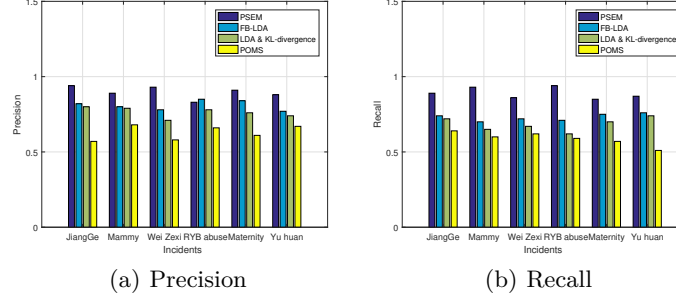 1.5
1
0.5
0
Precision
PSEM
FB-LDA
LDA & KL-divergence
POMS
JiangGe Mammy Wei Zexi RYB abuse Maternity Yu huan
Incidents
(a) Precision
1.5
1
0.5
0
Recall
PSEM
FB-LDA
LDA & KL-divergence
POMS
JiangGe Mammy Wei Zexi RYB abuse Maternity Yu huan
Incidents
(b) Recall